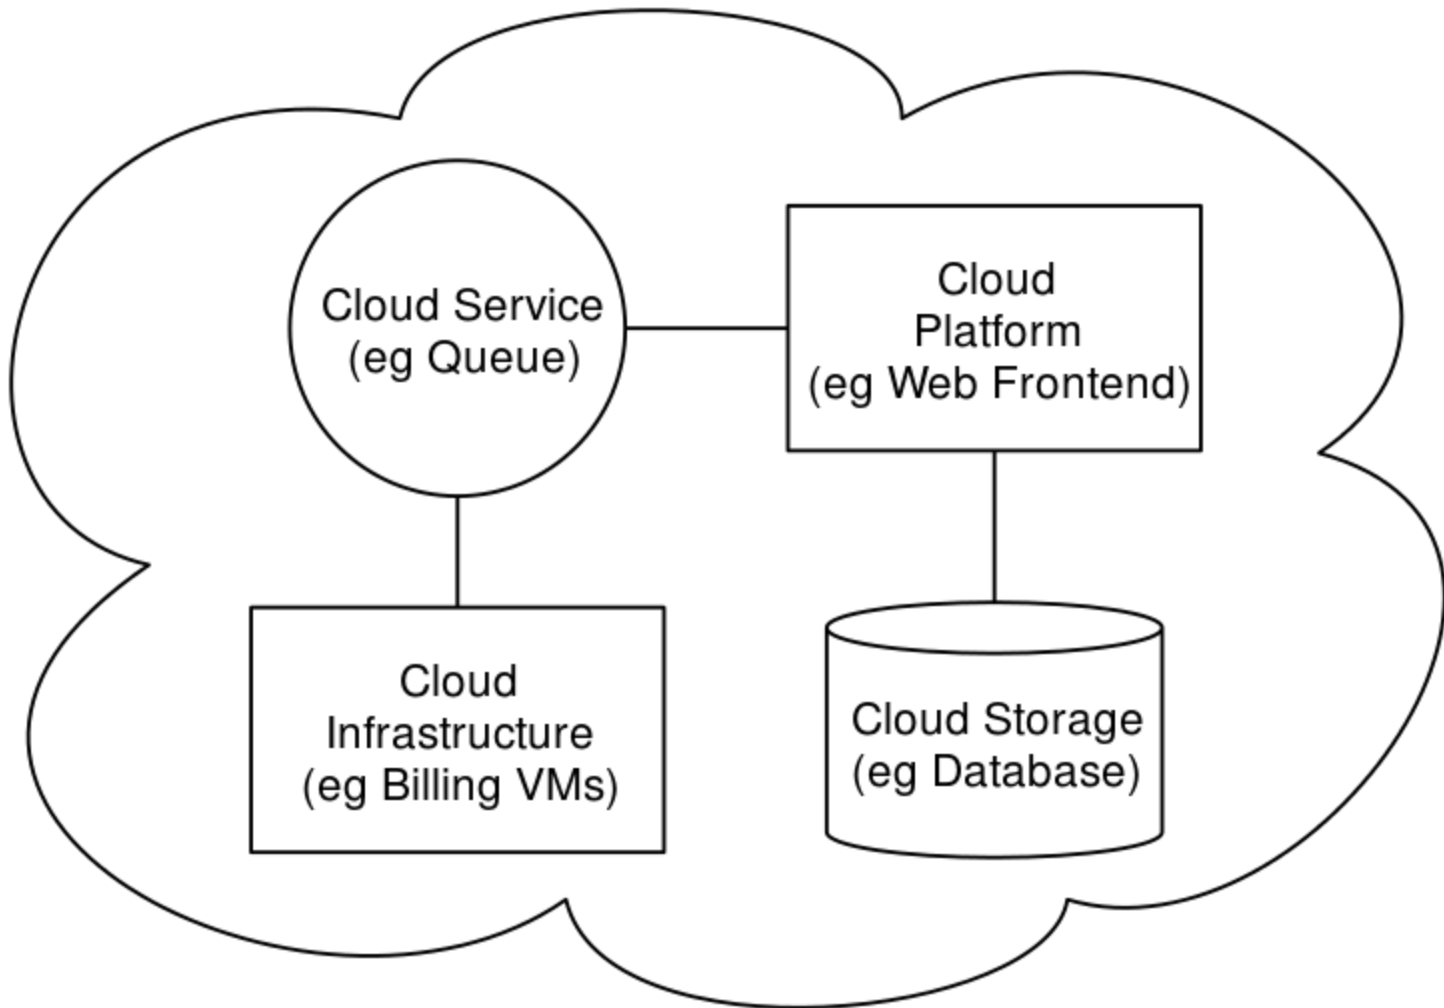 Cloud Service
(eg Queue)
Cloud
Platform
(eg Web Frontend)
Cloud
Infrastructure
(eg Billing VMs)
Cloud Storage
(eg Database)